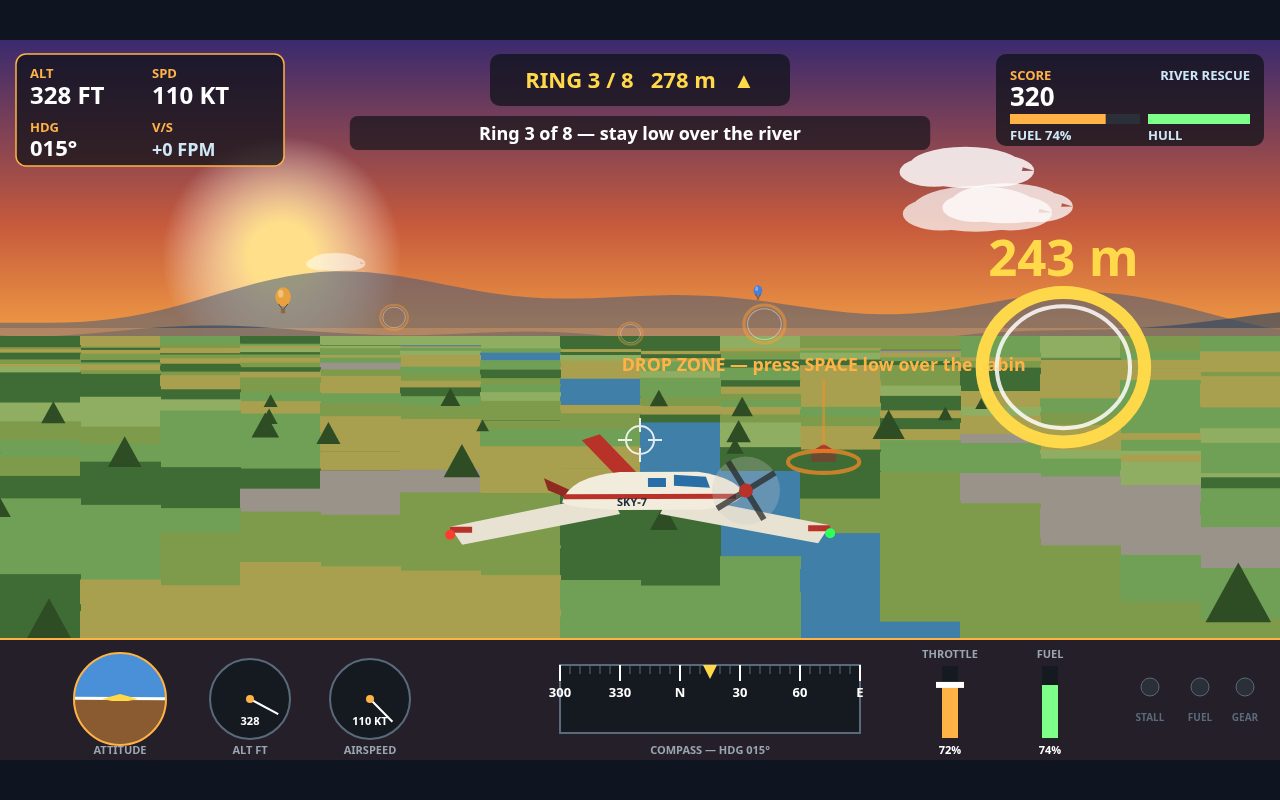 ALT
328 FT
SPD
110 KT
HDG
015°
V/S
+0 FPM
RING 3 / 8 278 m ▲
Ring 3 of 8 — stay low over the river
SCORE
RIVER RESCUE
320
FUEL 74%
HULL
243 m
DROP ZONE — press SPACE low over the cabin
SKY-7
328
110 KT
ATTITUDE
ALT FT
AIRSPEED
300 330 N 30 60 E
COMPASS — HDG 015°
THROTTLE
72%
FUEL
74%
STALL
FUEL
GEAR